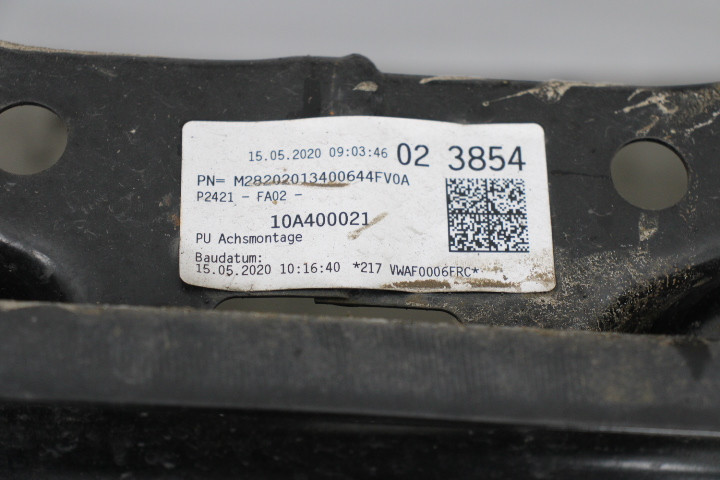 15.05.2020 09:03:46 02 3854
PN= M28202013400644FV0A
P2421 - FA02 -
10A400021
PU Achsmontage
Baudatum:
15.05.2020 10:16:40 *217 VWAF0006FRC*